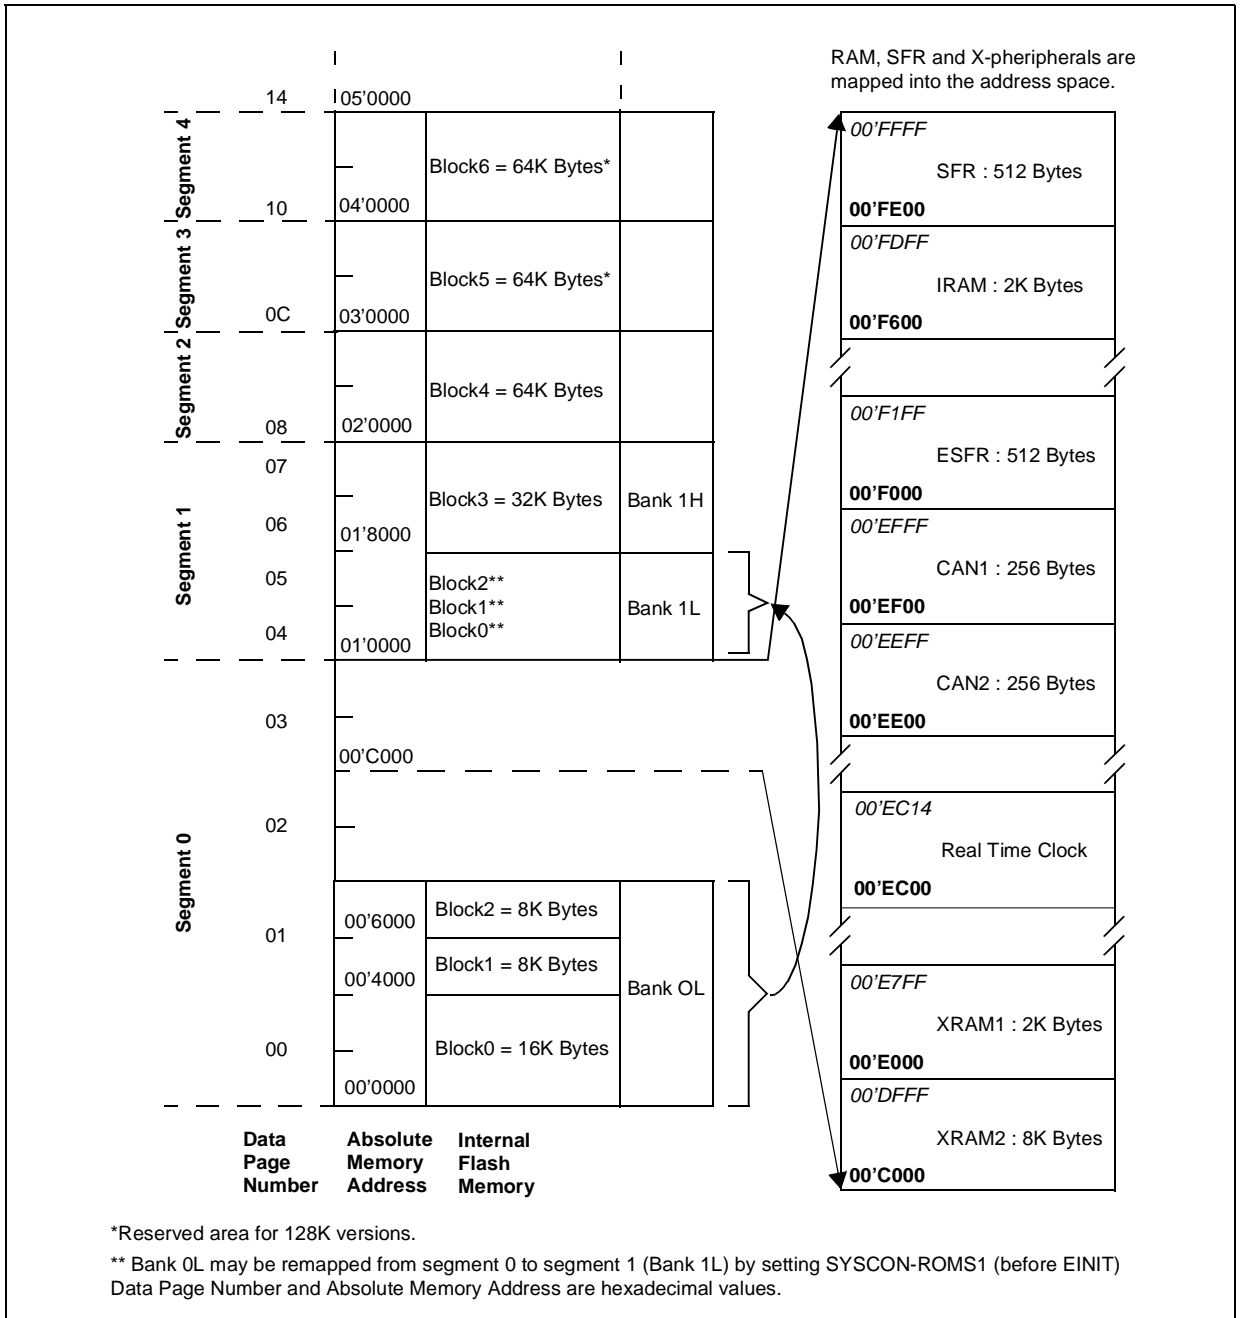 RAM, SFR and X-pheripherals are
mapped into the address space.
14
05'0000
Segment 4
Block6 = 64K Bytes*
10
04'0000
Segment 3
Block5 = 64K Bytes*
0C
03'0000
Segment 2
Block4 = 64K Bytes
08
02'0000
Segment 1
07
Block3 = 32K Bytes
Bank 1H
06
01'8000
05
Block2**
Block1**
Block0**
Bank 1L
04
01'0000
03
00'C000
Segment 0
02
00'6000
Block2 = 8K Bytes
01
00'4000
Block1 = 8K Bytes
Bank OL
00
Block0 = 16K Bytes
00'0000
Data
Page
Number
Absolute
Memory
Address
Internal
Flash
Memory
00'FFFF
SFR : 512 Bytes
00'FE00
00'FDFF
IRAM : 2K Bytes
00'F600
00'F1FF
ESFR : 512 Bytes
00'F000
00'EFFF
CAN1 : 256 Bytes
00'EF00
00'EEFF
CAN2 : 256 Bytes
00'EE00
00'EC14
Real Time Clock
00'EC00
00'E7FF
XRAM1 : 2K Bytes
00'E000
00'DFFF
XRAM2 : 8K Bytes
00'C000
*Reserved area for 128K versions.
** Bank 0L may be remapped from segment 0 to segment 1 (Bank 1L) by setting SYSCON-ROMS1 (before EINIT)
Data Page Number and Absolute Memory Address are hexadecimal values.